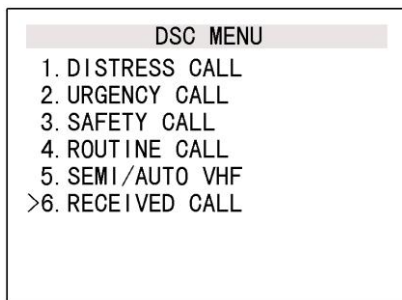 DSC MENU
1. DISTRESS CALL
2. URGENCY CALL
3. SAFETY CALL
4. ROUTINE CALL
5. SEMI/AUTO VHF
>6. RECEIVED CALL